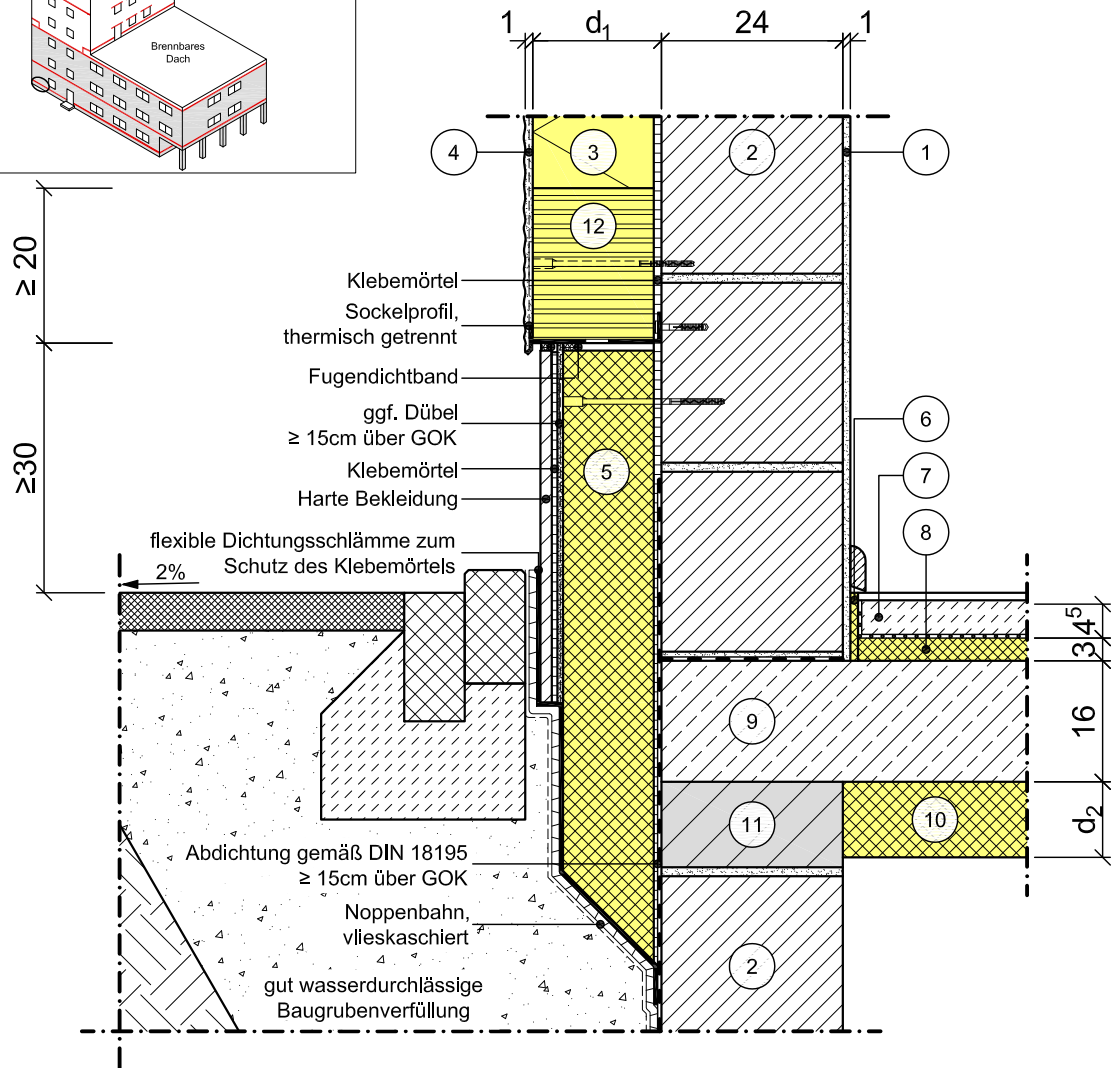 Brennbares
Dach
1
d₁
24
1
4
3
2
1
12
≥ 20
≥30
Klebemörtel
Sockelprofil,
thermisch getrennt
Fugendichtband
ggf. Dübel
≥ 15cm über GOK
Klebemörtel
Harte Bekleidung
5
6
7
8
flexible Dichtungsschlämme zum
Schutz des Klebemörtels
2%
4⁵
3
9
16
11
10
d₂
Abdichtung gemäß DIN 18195
≥ 15cm über GOK
Noppenbahn,
vlieskaschiert
2
gut wasserdurchlässige
Baugrubenverfüllung